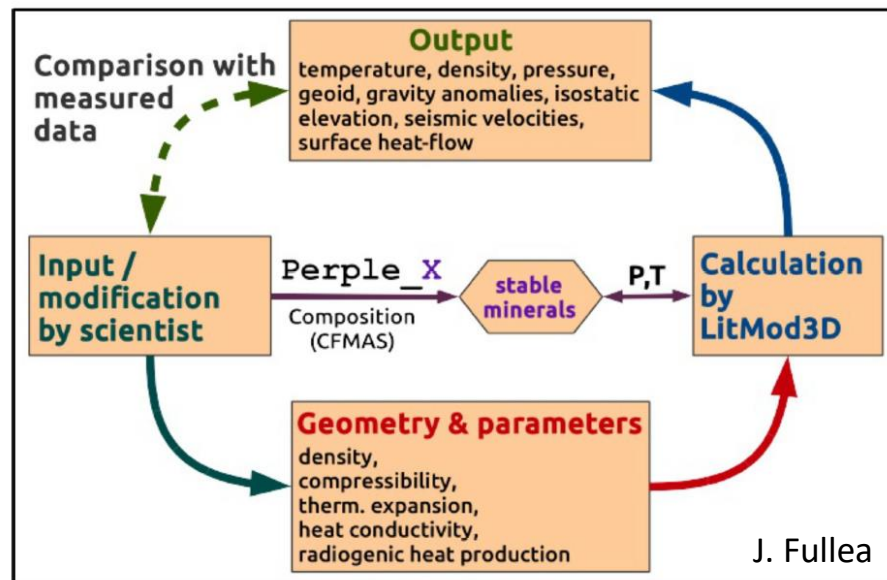 Output
temperature, density, pressure,
geoid, gravity anomalies, isostatic
elevation, seismic velocities,
surface heat-flow
Comparison with
measured
data
Input /
modification
by scientist
Perple_X
Composition
(CFMAS)
stable
minerals
P,T
Calculation
by
LitMod3D
Geometry & parameters
density,
compressibility,
therm. expansion,
heat conductivity,
radiogenic heat production
J. Fullea